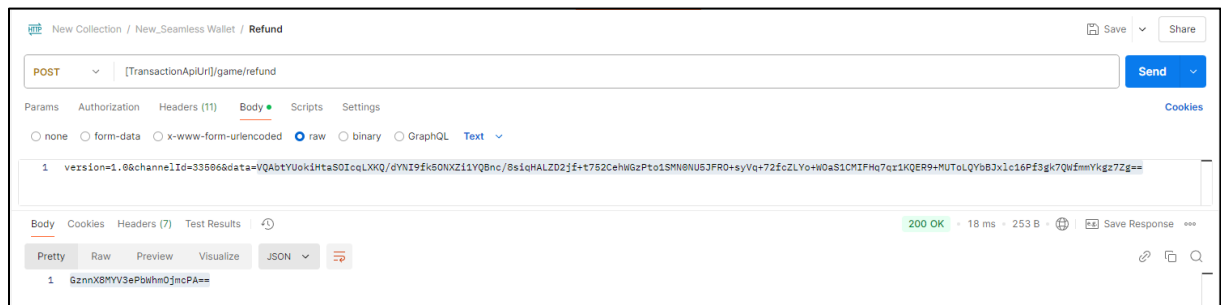 HTTP New Collection / New_Seamless Wallet / Refund Save Share
POST [TransactionApiUrl]/game/refund Send
Params Authorization Headers (11) Body Scripts Settings Cookies
none form-data x-www-form-urlencoded raw binary GraphQL Text
1 version=1.0&channelId=33506&data=VQAbtYUokiHtaSOIcqLXKQ/dYNI9fk5ONXZi1YQBnc/8siqHALZD2jf+t752CehWGzPto1SMN0NU5JFRO+syVq+72fcZLYo+WOaS1CMIFHq7qr1KQER9+MUToLQYbBJxlc16Pf3gk7QWfmmYkgz7Zg==
Body Cookies Headers (7) Test Results 200 OK 18 ms 253 B e.g. Save Response
Pretty Raw Preview Visualize JSON
1 GznnX8MYV3ePbWhmOjmcPA==